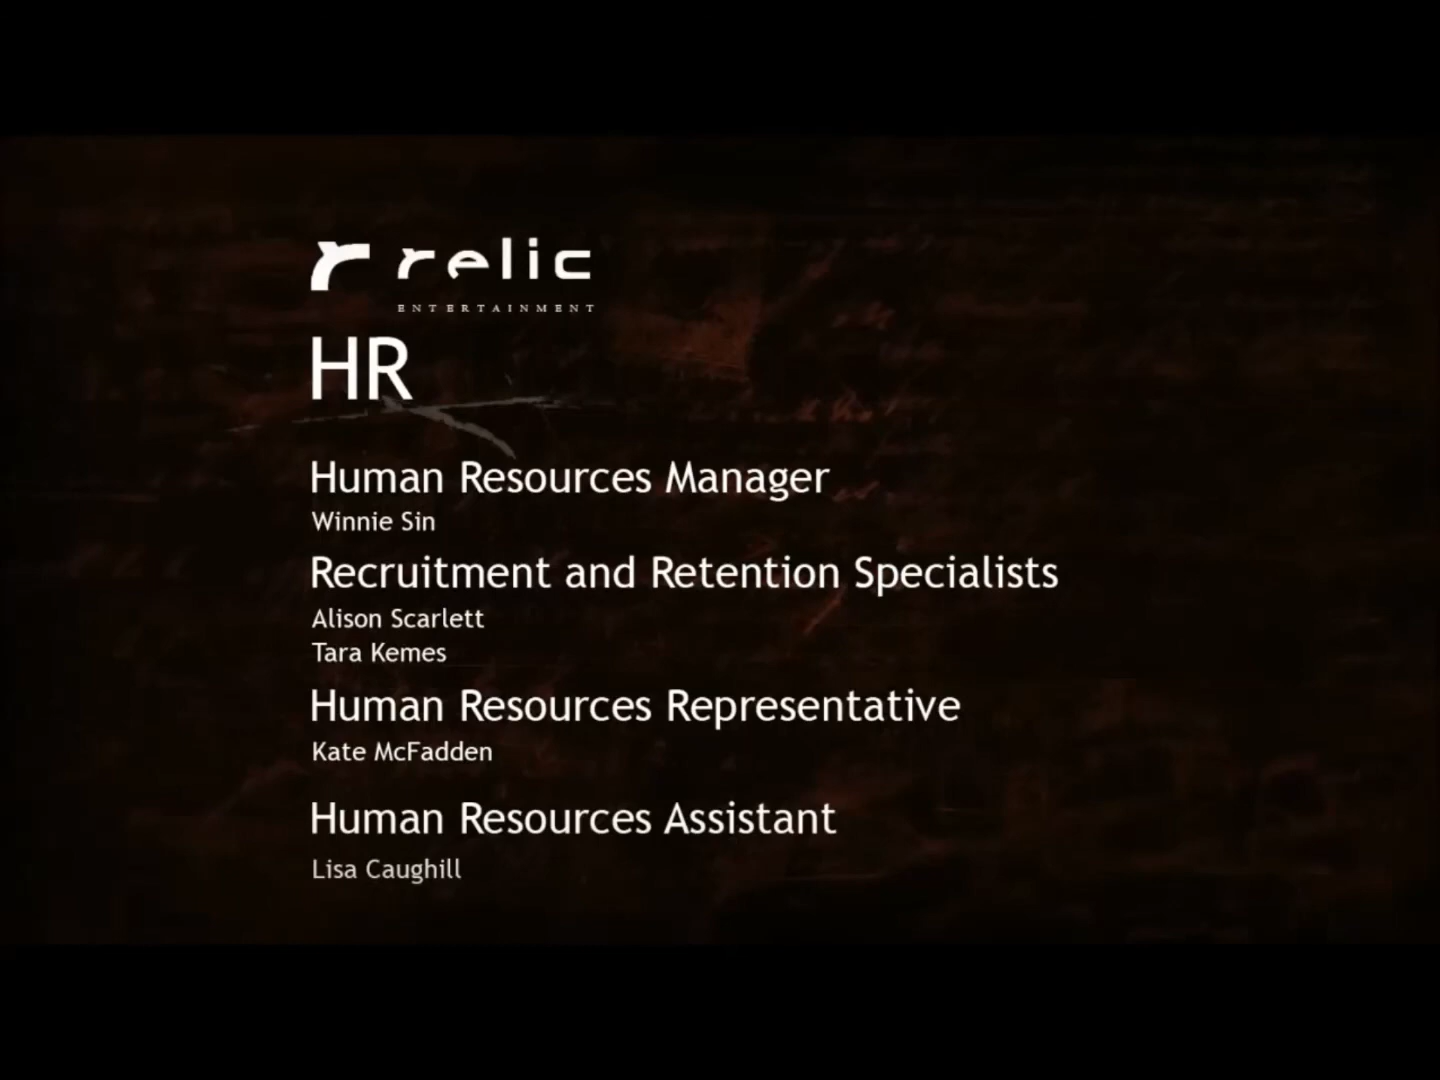 relic
ENTERTAINMENT
HR
Human Resources Manager
Winnie Sin
Recruitment and Retention Specialists
Alison Scarlett
Tara Kemes
Human Resources Representative
Kate McFadden
Human Resources Assistant
Lisa Caughill